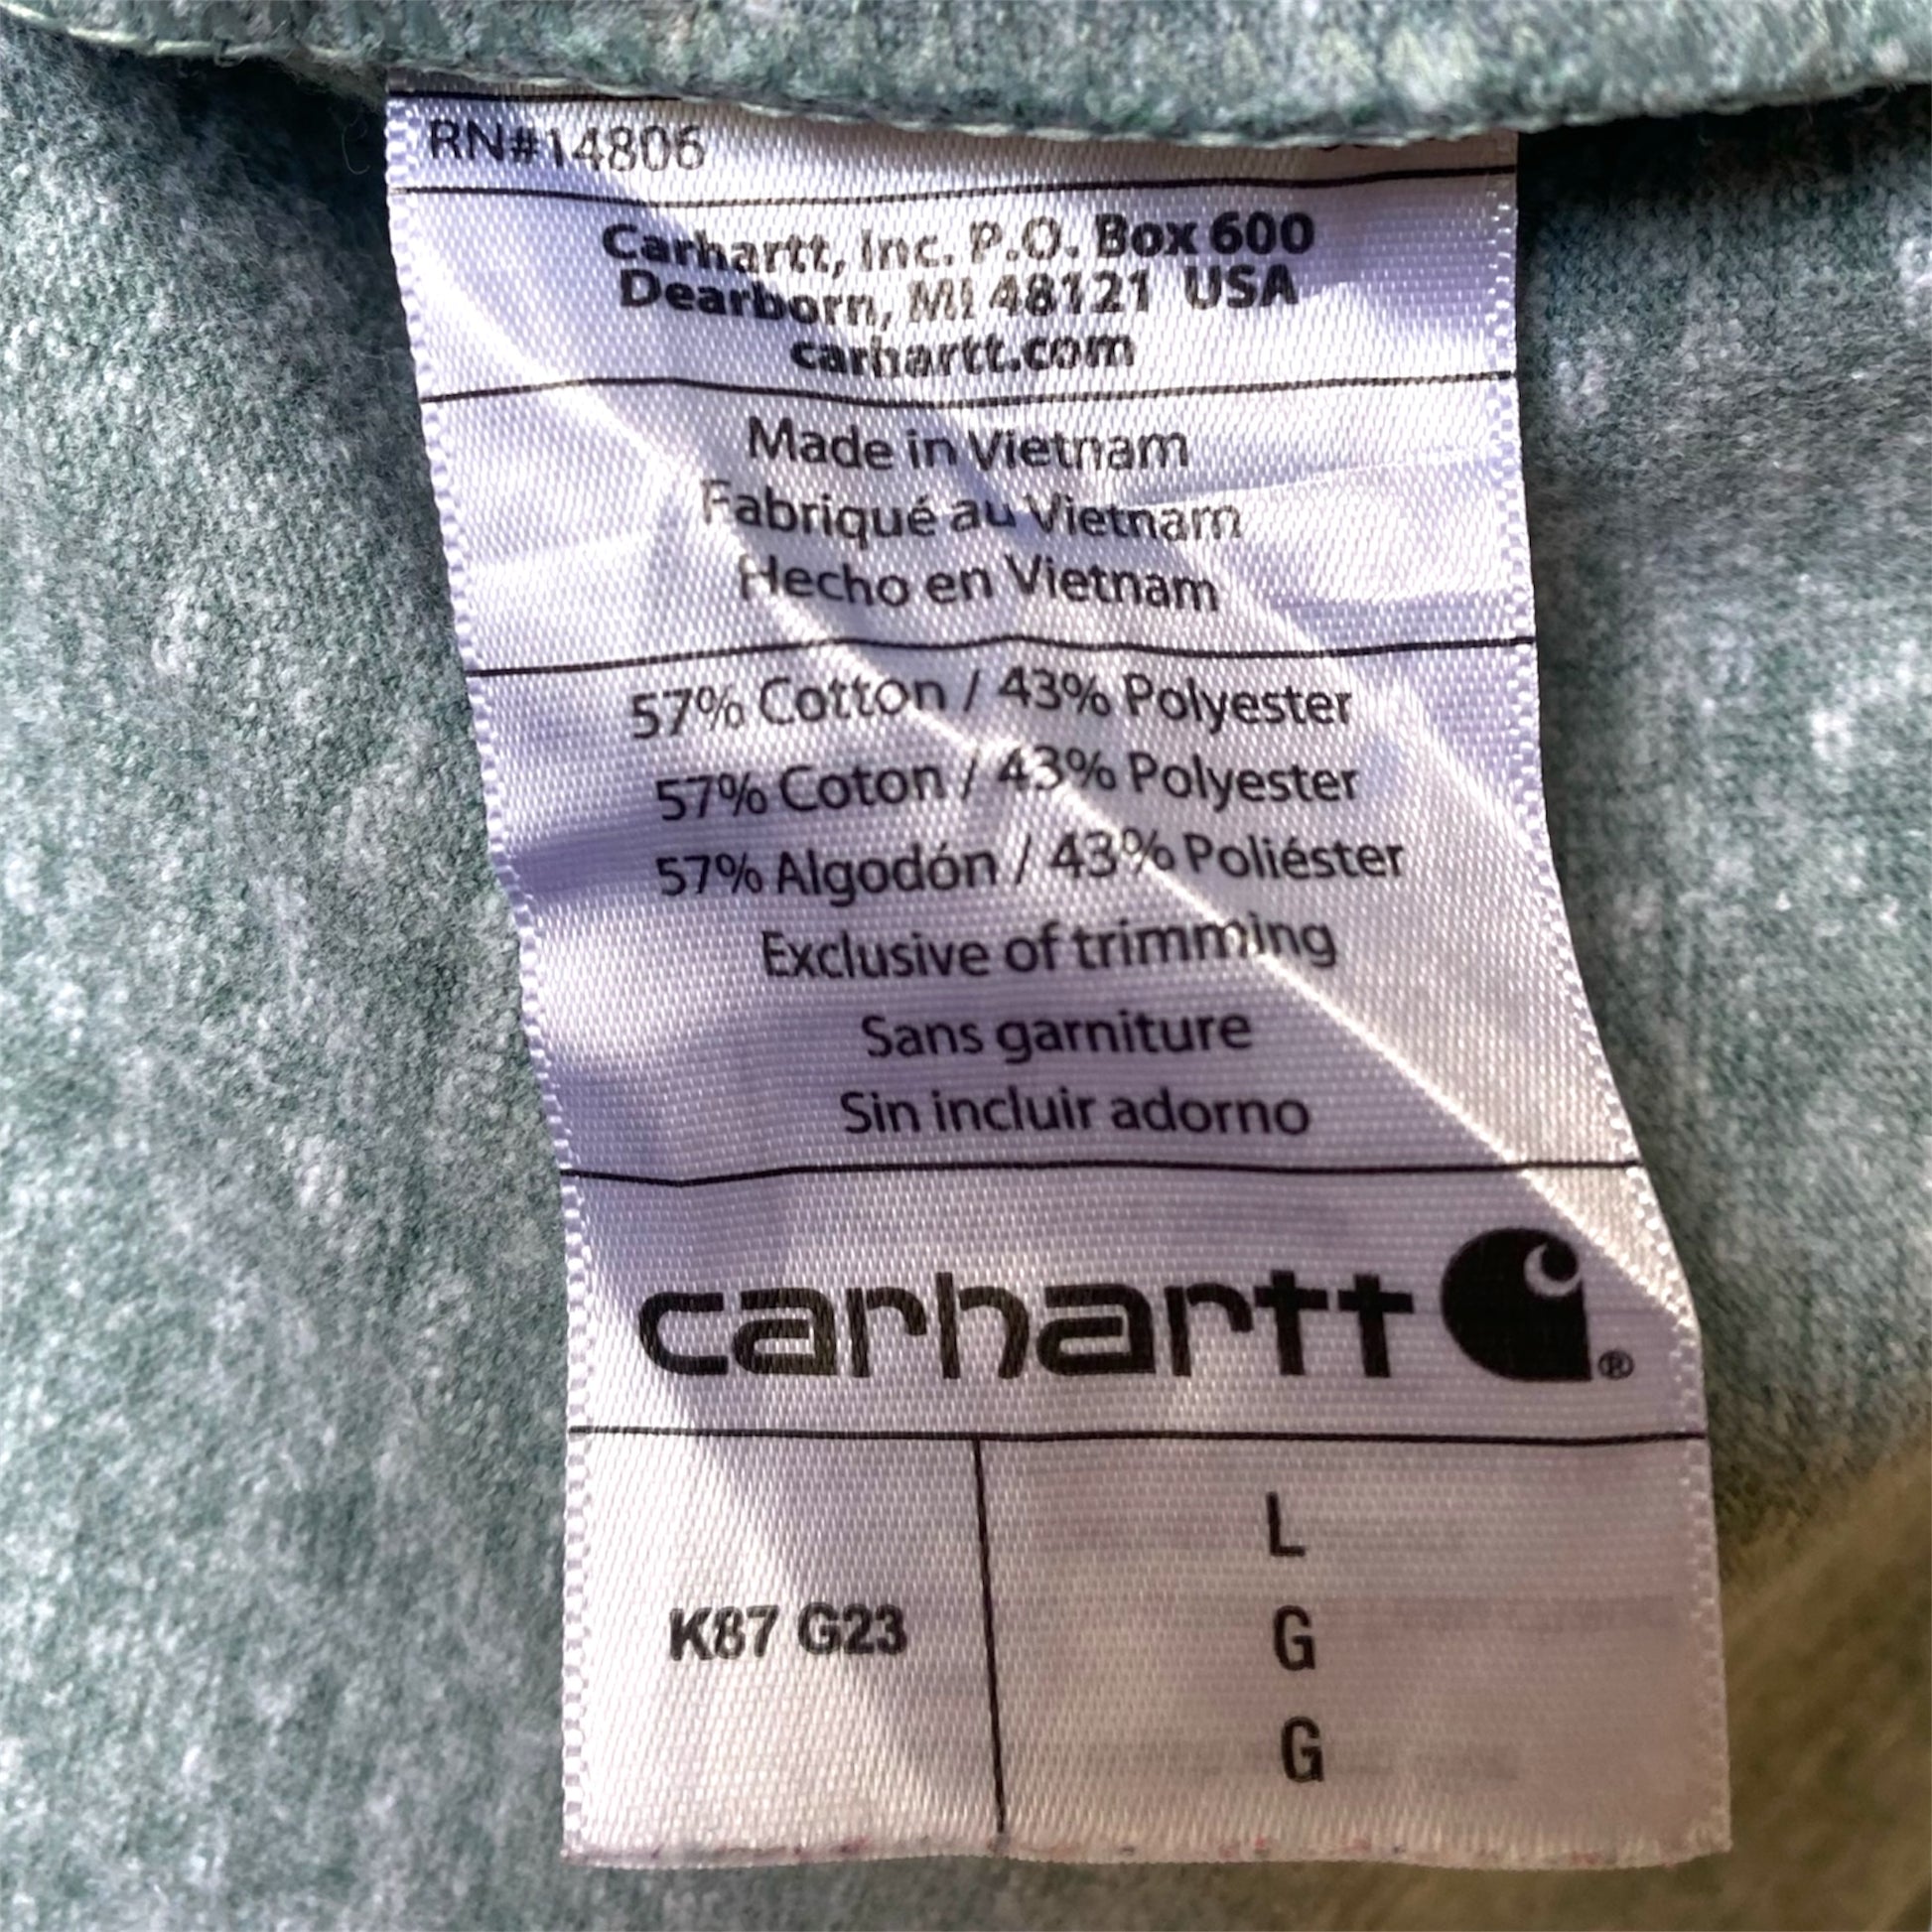 RN#14806
Carhartt, Inc. P.O. Box 600
Dearborn, MI 48121 USA
carhartt.com
Made in Vietnam
Fabriqué au Vietnam
Hecho en Vietnam
57% Cotton / 43% Polyester
57% Coton / 43% Polyester
57% Algodón / 43% Poliéster
Exclusive of trimming
Sans garniture
Sin incluir adorno
carhartt ®
K87 G23
L
G
G